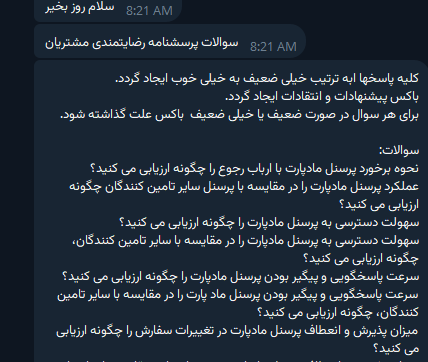 سلام روز بخیر
8:21 AM
سوالات پرسشنامه رضایتمندی مشتریان
8:21 AM
کلیه پاسخها ابه ترتیب خیلی ضعیف به خیلی خوب ایجاد گردد.
باکس پیشنهادات و انتقادات ایجاد گردد.
برای هر سوال در صورت ضعیف یا خیلی ضعیف باکس علت گذاشته شود.
سوالات:
نحوه برخورد پرسنل مادپارت با ارباب رجوع را چگونه ارزیابی می کنید؟
عملکرد پرسنل مادپارت را در مقایسه با پرسنل سایر تامین کنندگان چگونه
ارزیابی می کنید؟
سهولت دسترسی به پرسنل مادپارت را چگونه ارزیابی می کنید؟
سهولت دسترسی به پرسنل مادپارت را در مقایسه با سایر تامین کنندگان،
چگونه ارزیابی می کنید؟
سرعت پاسخگویی و پیگیر بودن پرسنل مادپارت را چگونه ارزیابی می کنید؟
سرعت پاسخگویی و پیگیر بودن پرسنل ماد پارت را در مقایسه با سایر تامین
کنندگان، چگونه ارزیابی می کنید؟
میزان پذیرش و انعطاف پرسنل مادپارت در تغییرات سفارش را چگونه ارزیابی
می کنید؟